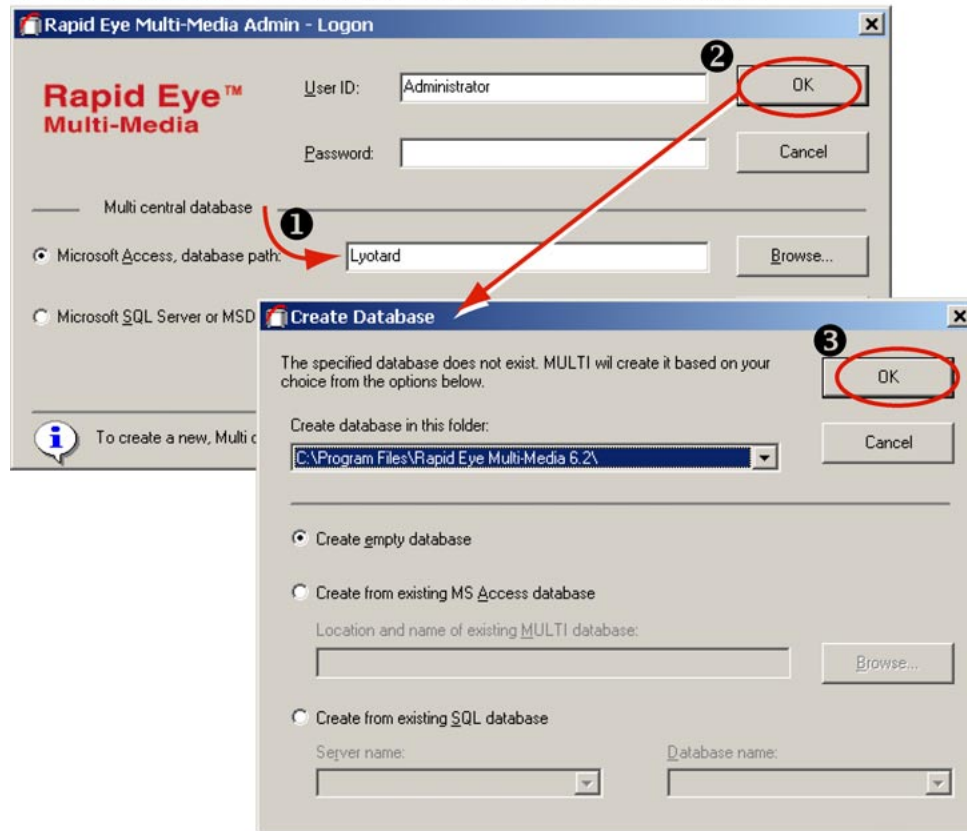 Rapid Eye Multi-Media Admin - Logon
Rapid Eye™
Multi-Media
User ID:
Administrator
2
OK
Password:
Cancel
Multi central database
1
Microsoft Access, database path:
Lyotard
Browse...
Microsoft SQL Server or MSD
To create a new, Multi c
Create Database
The specified database does not exist. MULTI wil create it based on your
choice from the options below.
3
OK
Create database in this folder:
C:\Program Files\Rapid Eye Multi-Media 6.2\
Cancel
Create empty database
Create from existing MS Access database
Location and name of existing MULTI database:
Browse...
Create from existing SQL database
Server name:
Database name: